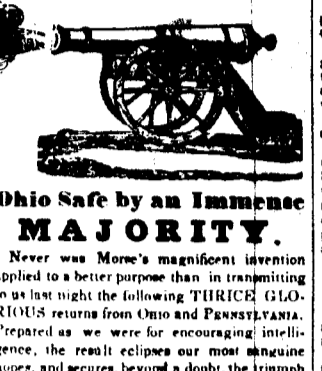 Ohio Safe by an Immense
MAJORITY.
Never was Morse's magnificent invention
applied to a better purpose than in transmitting
to us last night the following THRICE GLO-
RIOUS returns from OHIO and PENNSYLVANIA.
Prepared as we were for encouraging intelli-
gence, the result eclipses our most sanguine
hopes, and secures beyond a doubt the triumph